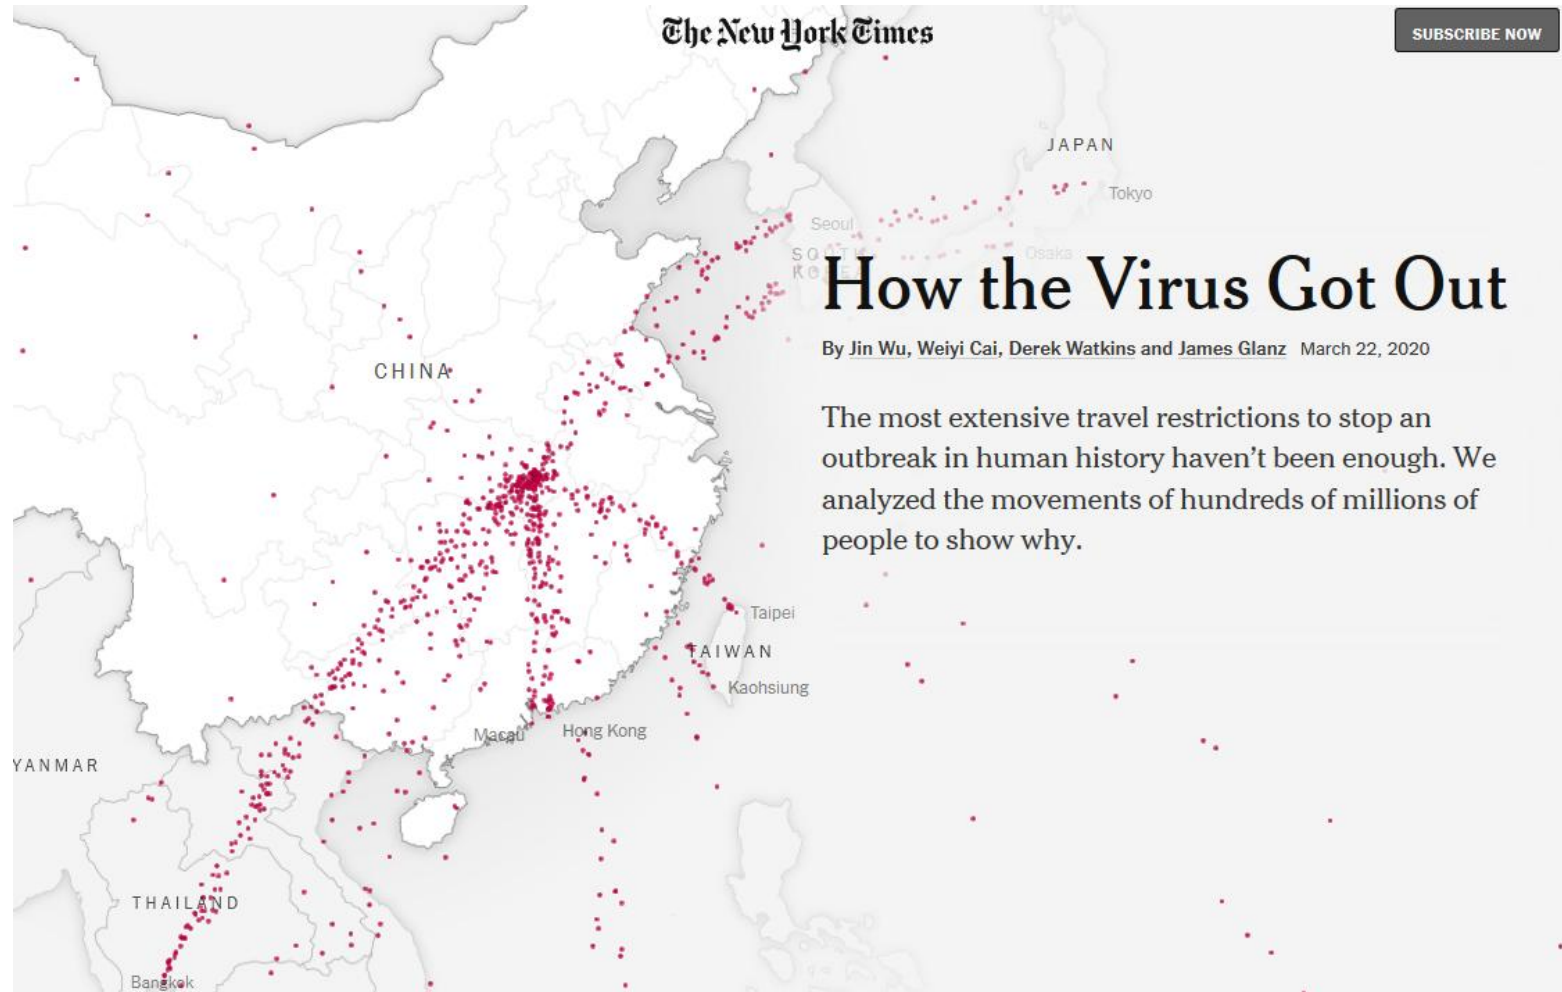 The New York Times
SUBSCRIBE NOW
JAPAN
Tokyo
Seoul
SOUTH
KOREA
Osaka
How the Virus Got Out
By Jin Wu, Weiyi Cai, Derek Watkins and James Glanz March 22, 2020
CHINA
The most extensive travel restrictions to stop an
outbreak in human history haven't been enough. We
analyzed the movements of hundreds of millions of
people to show why.
Taipei
TAIWAN
Kaohsiung
Macau
Hong Kong
YANMAR
THAILAND
Bangkok